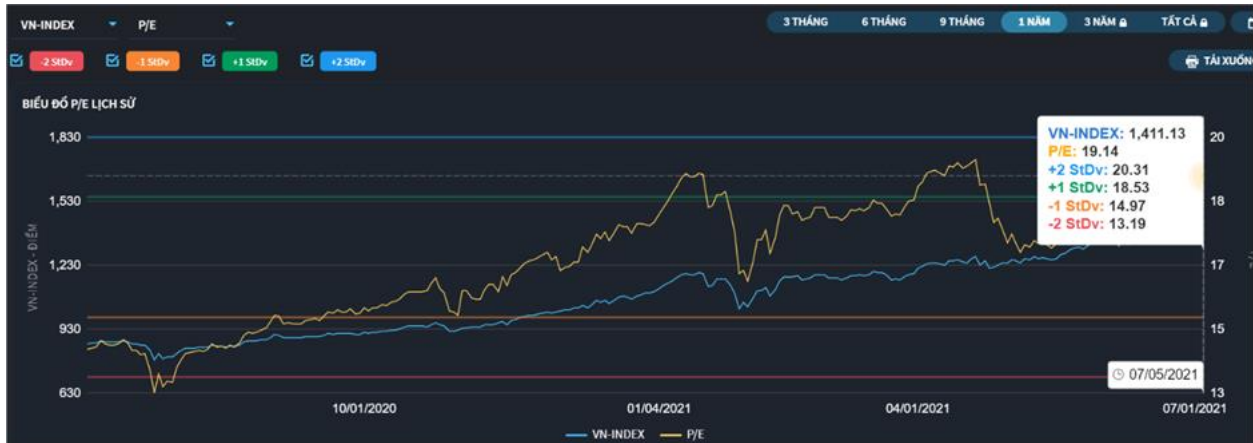 VN-INDEX P/E 3 THÁNG 6 THÁNG 9 THÁNG 1 NĂM 3 NĂM TẤT CẢ
-2 StDv -1 StDv +1 StDv +2 StDv TẢI XUỐNG
BIỂU ĐỒ P/E LỊCH SỬ
VN-INDEX: 1,411.13
P/E: 19.14
+2 StDv: 20.31
+1 StDv: 18.53
-1 StDv: 14.97
-2 StDv: 13.19
VN-INDEX - ĐIỂM
1,830
1,530
1,230
930
630
20
18
17
15
13
07/05/2021
10/01/2020 01/04/2021 04/01/2021 07/01/2021
VN-INDEX P/E